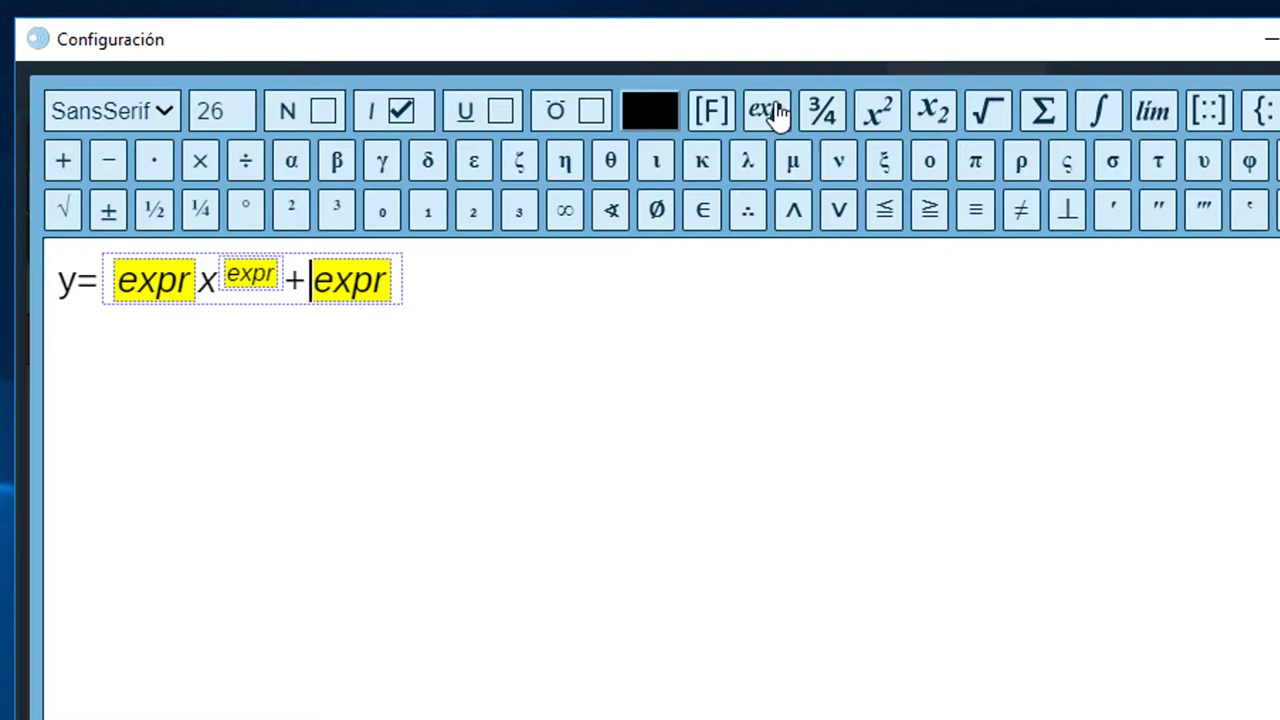 Configuración
SansSerif 26 N I U O [F] ¾ x² x₂ √ Σ ∫ lím [::] {:
+ − · × ÷ α β γ δ ε ζ η θ ι κ λ μ ν ξ ο π ρ ς σ τ υ φ
√ ± ½ ¼ ° ² ³ ₀ ₁ ₂ ₃ ∞ ∢ Ø ∈ ∴ ∧ ∨ ≦ ≧ ≡ ≠ ⊥ ′ ″ ‴ ‵
y= expr x expr + expr